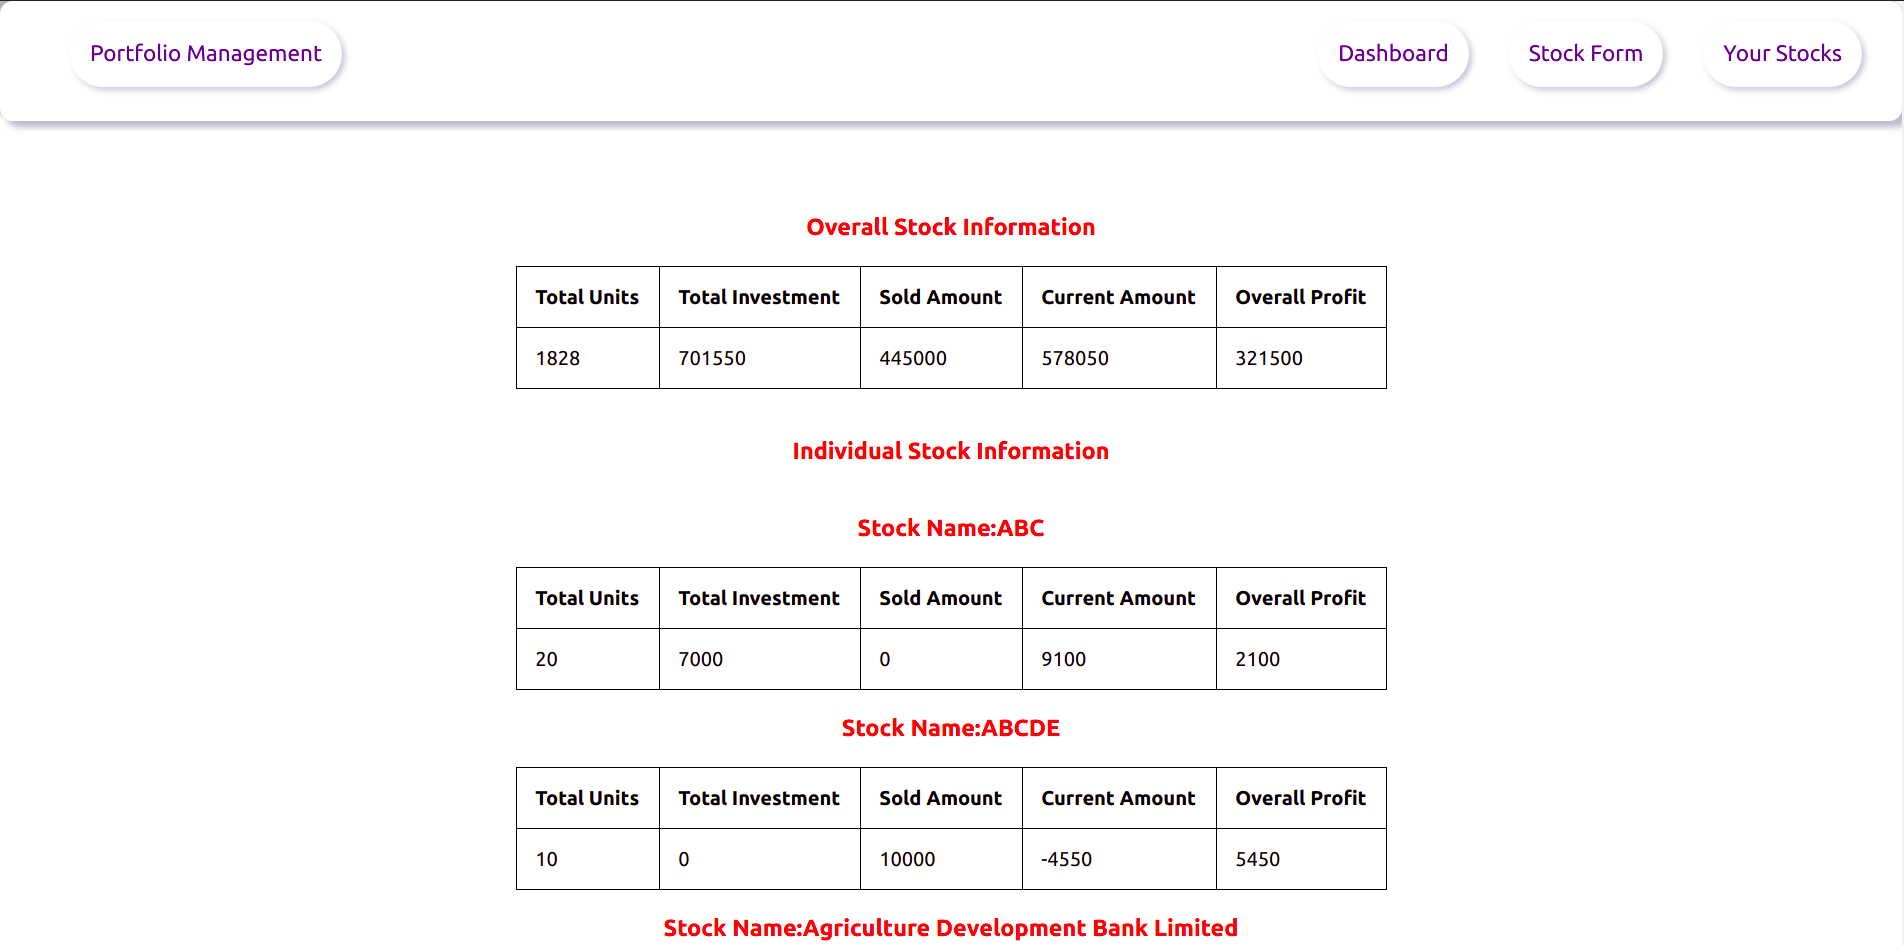 Portfolio Management Dashboard Stock Form Your Stocks
Overall Stock Information
Total Units Total Investment Sold Amount Current Amount Overall Profit
1828 701550 445000 578050 321500
Individual Stock Information
Stock Name:ABC
Total Units Total Investment Sold Amount Current Amount Overall Profit
20 7000 0 9100 2100
Stock Name:ABCDE
Total Units Total Investment Sold Amount Current Amount Overall Profit
10 0 10000 -4550 5450
Stock Name:Agriculture Development Bank Limited